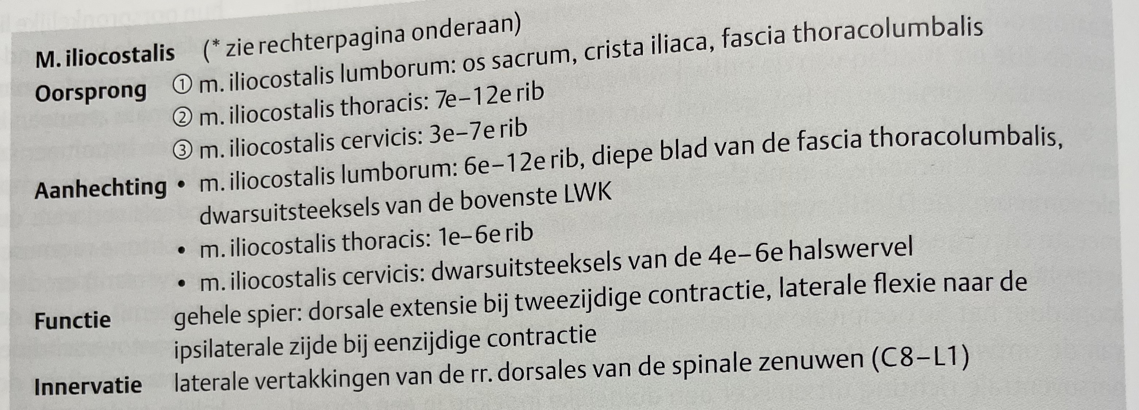 M. iliocostalis (* zie rechterpagina onderaan)
Oorsprong ① m. iliocostalis lumborum: os sacrum, crista iliaca, fascia thoracolumbalis
② m. iliocostalis thoracis: 7e–12e rib
③ m. iliocostalis cervicis: 3e–7e rib
Aanhechting • m. iliocostalis lumborum: 6e–12e rib, diepe blad van de fascia thoracolumbalis,
dwarsuitsteeksels van de bovenste LWK
• m. iliocostalis thoracis: 1e–6e rib
• m. iliocostalis cervicis: dwarsuitsteeksels van de 4e–6e halswervel
Functie gehele spier: dorsale extensie bij tweezijdige contractie, laterale flexie naar de
ipsilaterale zijde bij eenzijdige contractie
Innervatie laterale vertakkingen van de rr. dorsales van de spinale zenuwen (C8–L1)